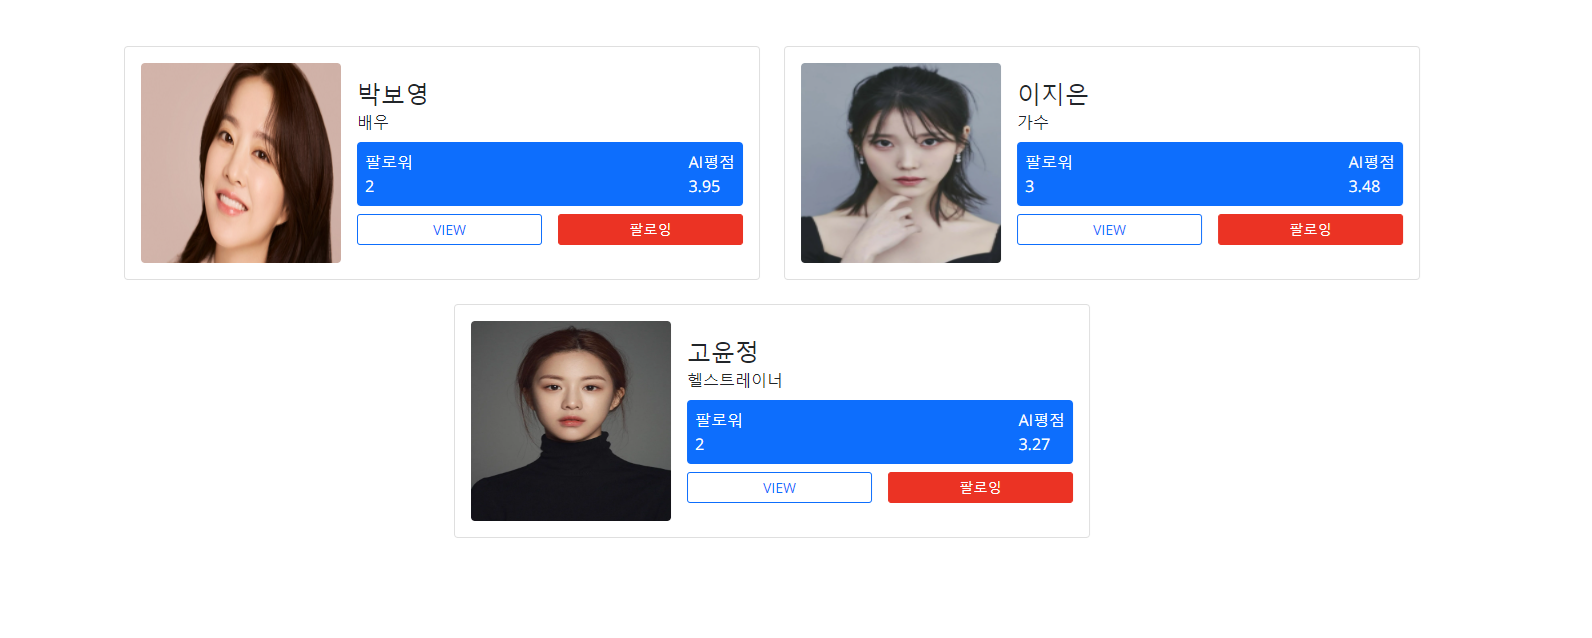 박보영
배우
팔로워 AI평점
2 3.95
VIEW 팔로잉
이지은
가수
팔로워 AI평점
3 3.48
VIEW 팔로잉
고윤정
헬스트레이너
팔로워 AI평점
2 3.27
VIEW 팔로잉